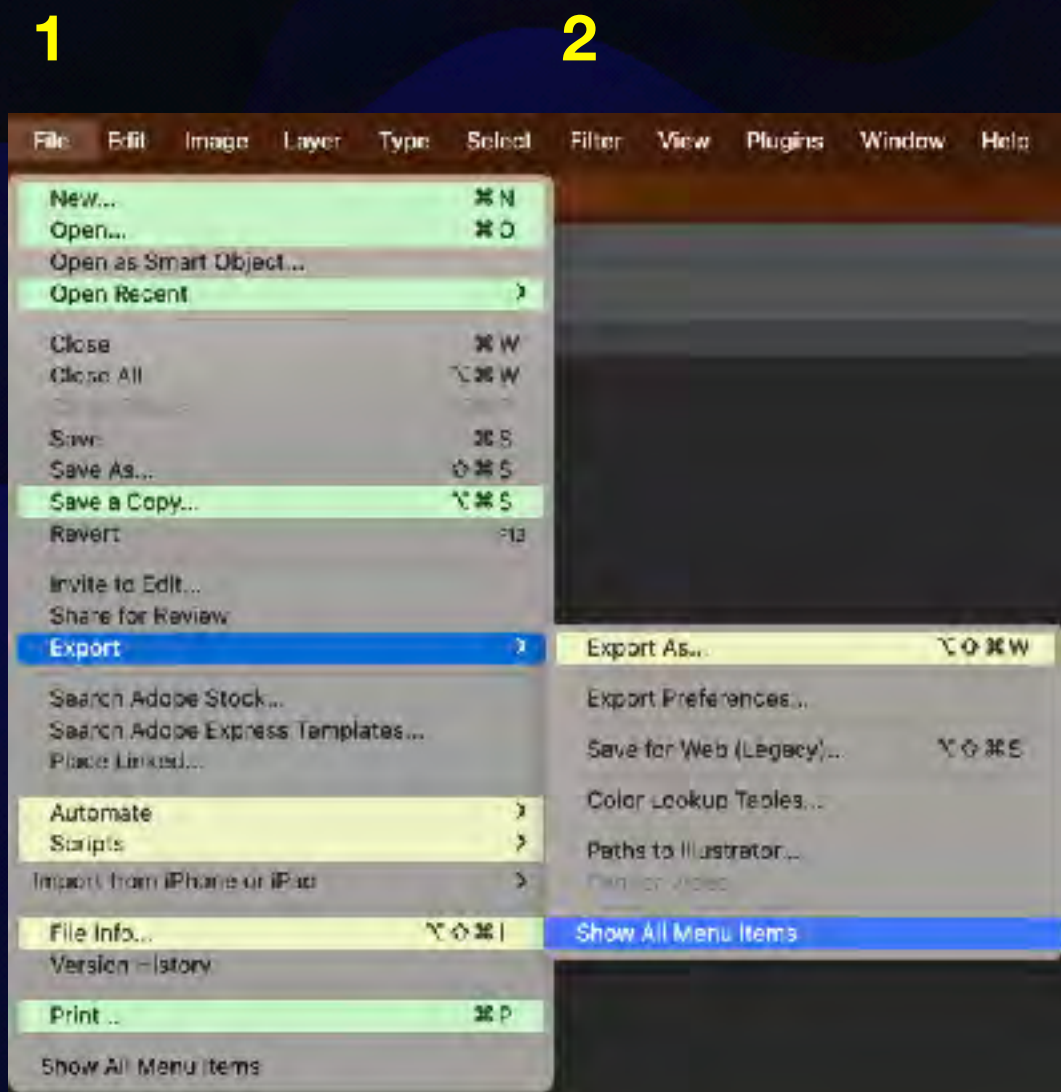 1 2
File Edit Image Layer Type Select Filter View Plugins Window Help
New... ⌘N
Open... ⌘O
Open as Smart Object...
Open Recent >
Close ⌘W
Close All ⌥⌘W
Save ⌘S
Save As... ⇧⌘S
Save a Copy... ⌥⌘S
Revert F12
Invite to Edit...
Share for Review
Export >
Search Adobe Stock...
Search Adobe Express Templates...
Place Linked...
Automate >
Scripts >
Import from iPhone or iPad >
File Info... ⌥⇧⌘I
Version History
Print... ⌘P
Show All Menu Items
Export As... ⌥⇧⌘W
Export Preferences...
Save for Web (Legacy)... ⌥⇧⌘S
Color Lookup Tables...
Paths to Illustrator...
Render Video...
Show All Menu Items